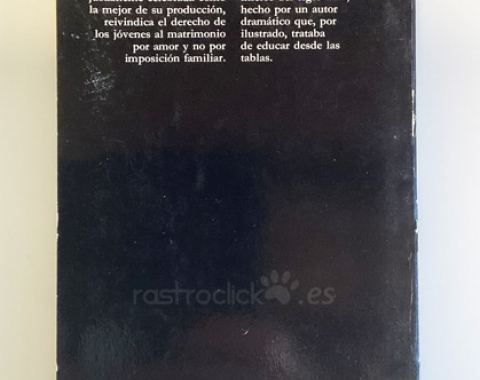 la mejor de su producción,
reivindica el derecho de
los jóvenes al matrimonio
por amor y no por
imposición familiar.
hecho por un autor
dramático que, por
ilustrado, trataba
de educar desde las
tablas.
rastroclick.es